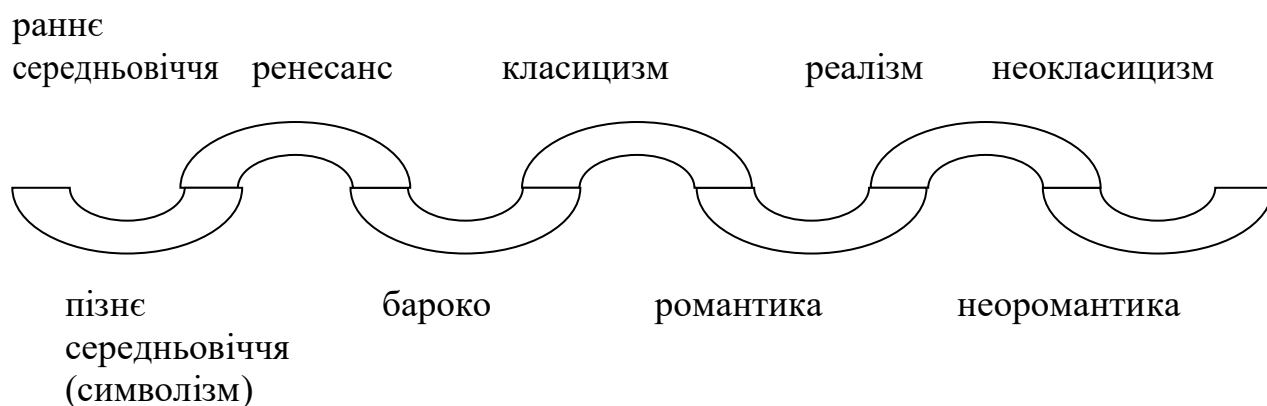 раннє
середньовіччя ренесанс класицизм реалізм неокласицизм
пізнє бароко романтика неоромантика
середньовіччя
(символізм)